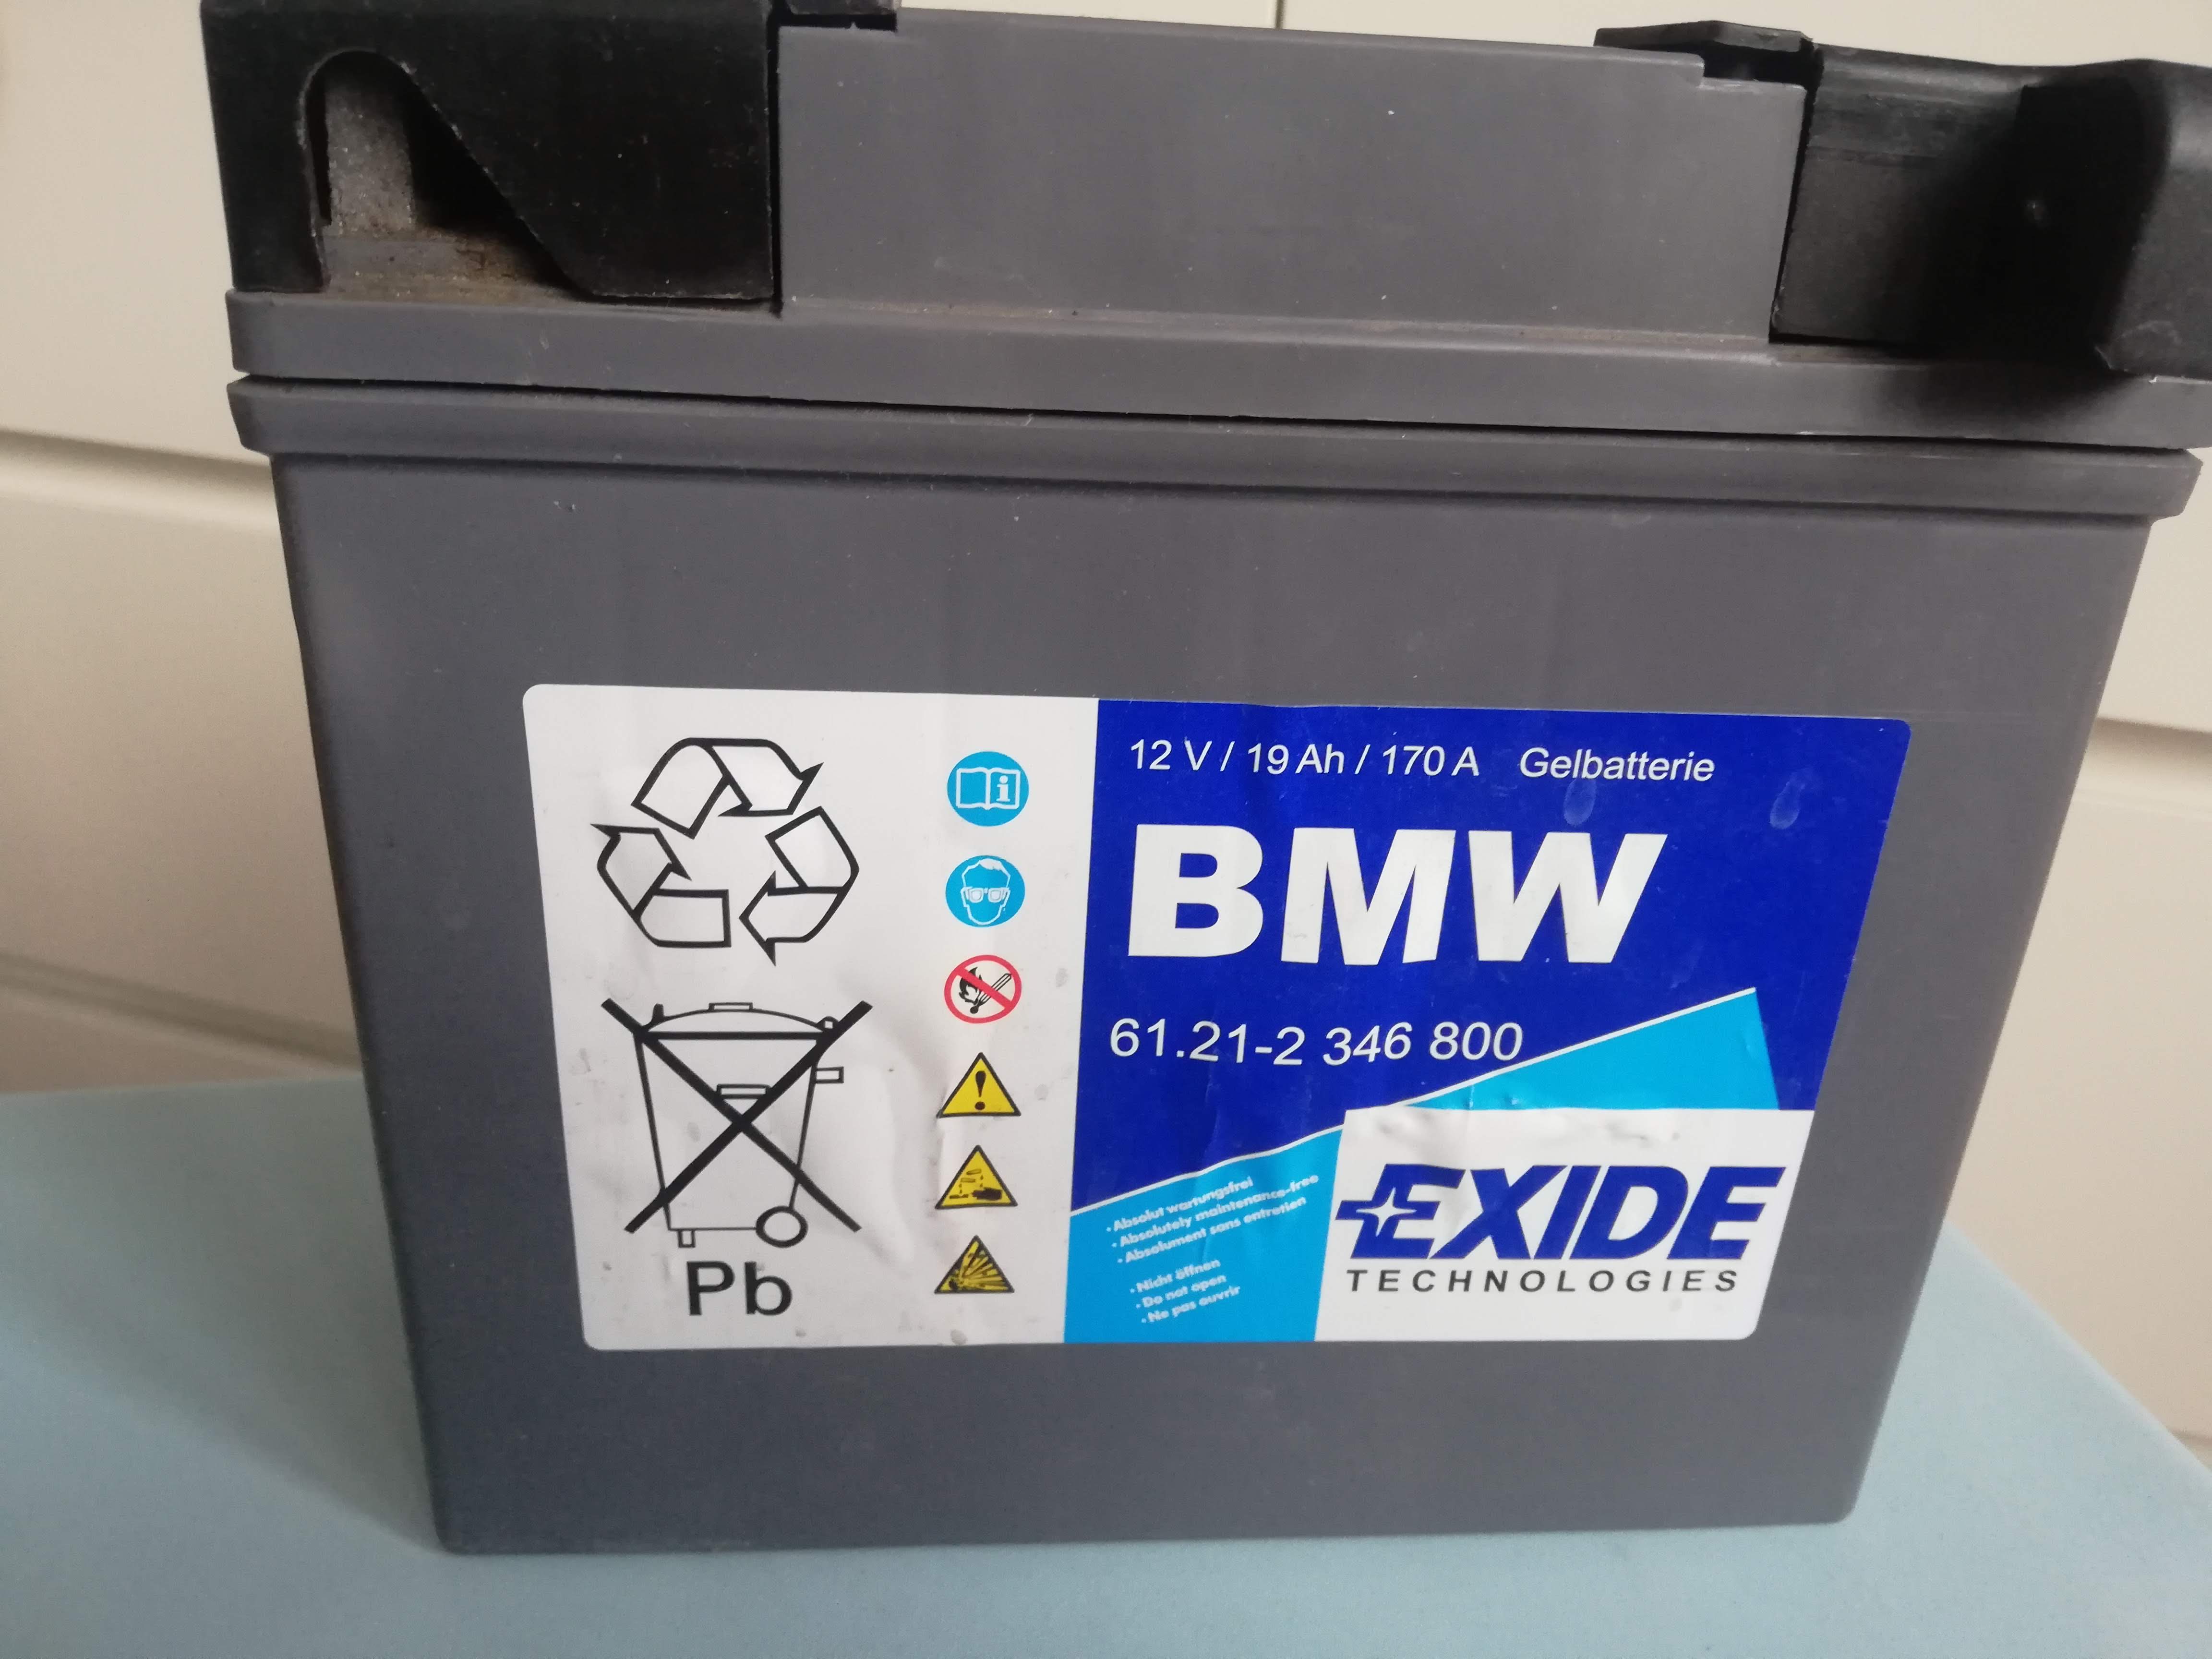 12 V / 19 Ah / 170 A Gelbatterie
BMW
61.21-2 346 800
• Absolut wartungsfrei
• Absolutely maintenance-free
• Absolument sans entretien
• Nicht öffnen
• Do not open
• Ne pas ouvrir
EXIDE
TECHNOLOGIES
Pb